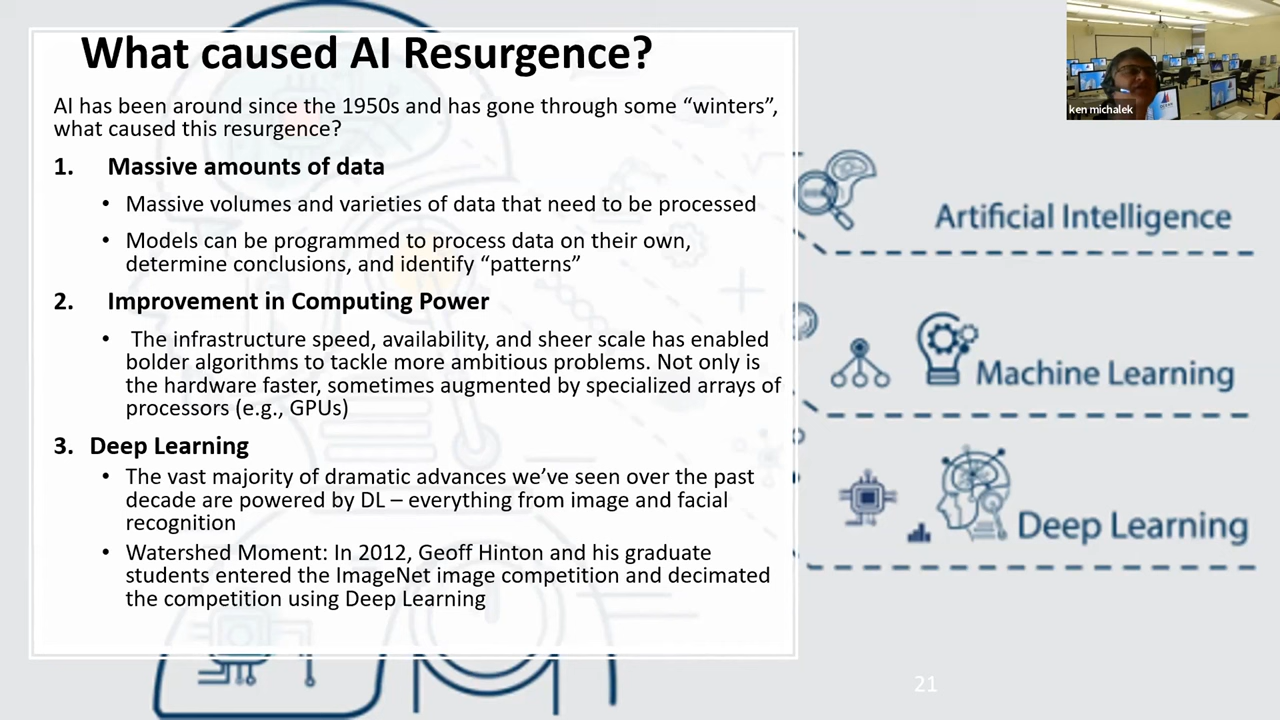 What caused AI Resurgence?
AI has been around since the 1950s and has gone through some “winters”,
what caused this resurgence?
1. Massive amounts of data
• Massive volumes and varieties of data that need to be processed
• Models can be programmed to process data on their own,
determine conclusions, and identify “patterns”
2. Improvement in Computing Power
• The infrastructure speed, availability, and sheer scale has enabled
bolder algorithms to tackle more ambitious problems. Not only is
the hardware faster, sometimes augmented by specialized arrays of
processors (e.g., GPUs)
3. Deep Learning
• The vast majority of dramatic advances we’ve seen over the past
decade are powered by DL – everything from image and facial
recognition
• Watershed Moment: In 2012, Geoff Hinton and his graduate
students entered the ImageNet image competition and decimated
the competition using Deep Learning
ken michalek
Artificial Intelligence
Machine Learning
Deep Learning
21